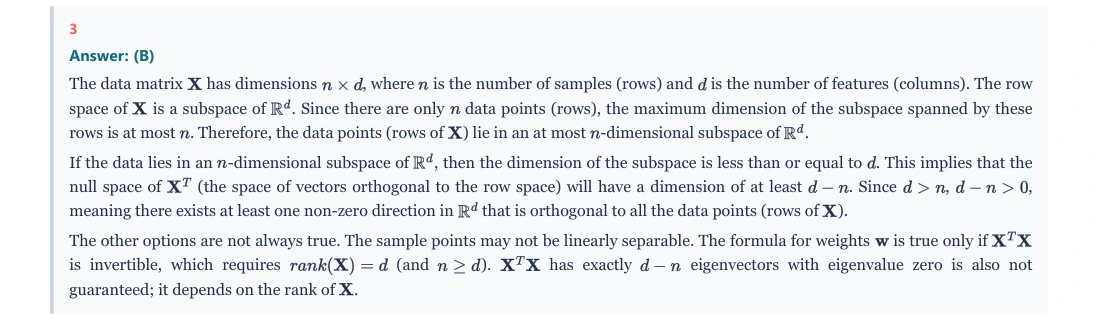 3
Answer: (B)
The data matrix X has dimensions n × d, where n is the number of samples (rows) and d is the number of features (columns). The row
space of X is a subspace of ℝᵈ. Since there are only n data points (rows), the maximum dimension of the subspace spanned by these
rows is at most n. Therefore, the data points (rows of X) lie in an at most n-dimensional subspace of ℝᵈ.
If the data lies in an n-dimensional subspace of ℝᵈ, then the dimension of the subspace is less than or equal to d. This implies that the
null space of Xᵀ (the space of vectors orthogonal to the row space) will have a dimension of at least d − n. Since d > n, d − n > 0,
meaning there exists at least one non-zero direction in ℝᵈ that is orthogonal to all the data points (rows of X).
The other options are not always true. The sample points may not be linearly separable. The formula for weights w is true only if XᵀX
is invertible, which requires rank(X) = d (and n ≥ d). XᵀX has exactly d − n eigenvectors with eigenvalue zero is also not
guaranteed; it depends on the rank of X.